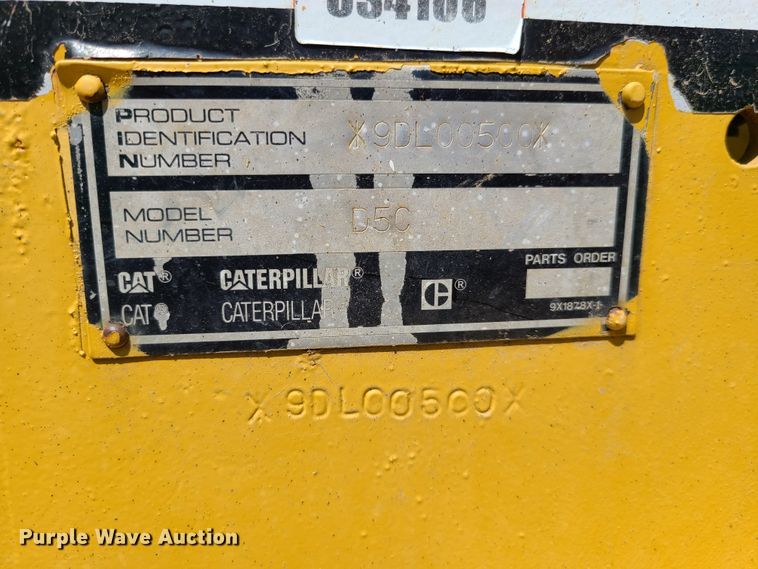 PRODUCT
IDENTIFICATION
NUMBER
X9DL00500X
MODEL
NUMBER
D5C
PARTS ORDER
CAT® CATERPILLAR® ®
CAT CATERPILLAR
9X1878X-1
X9DL00500X
Purple Wave Auction